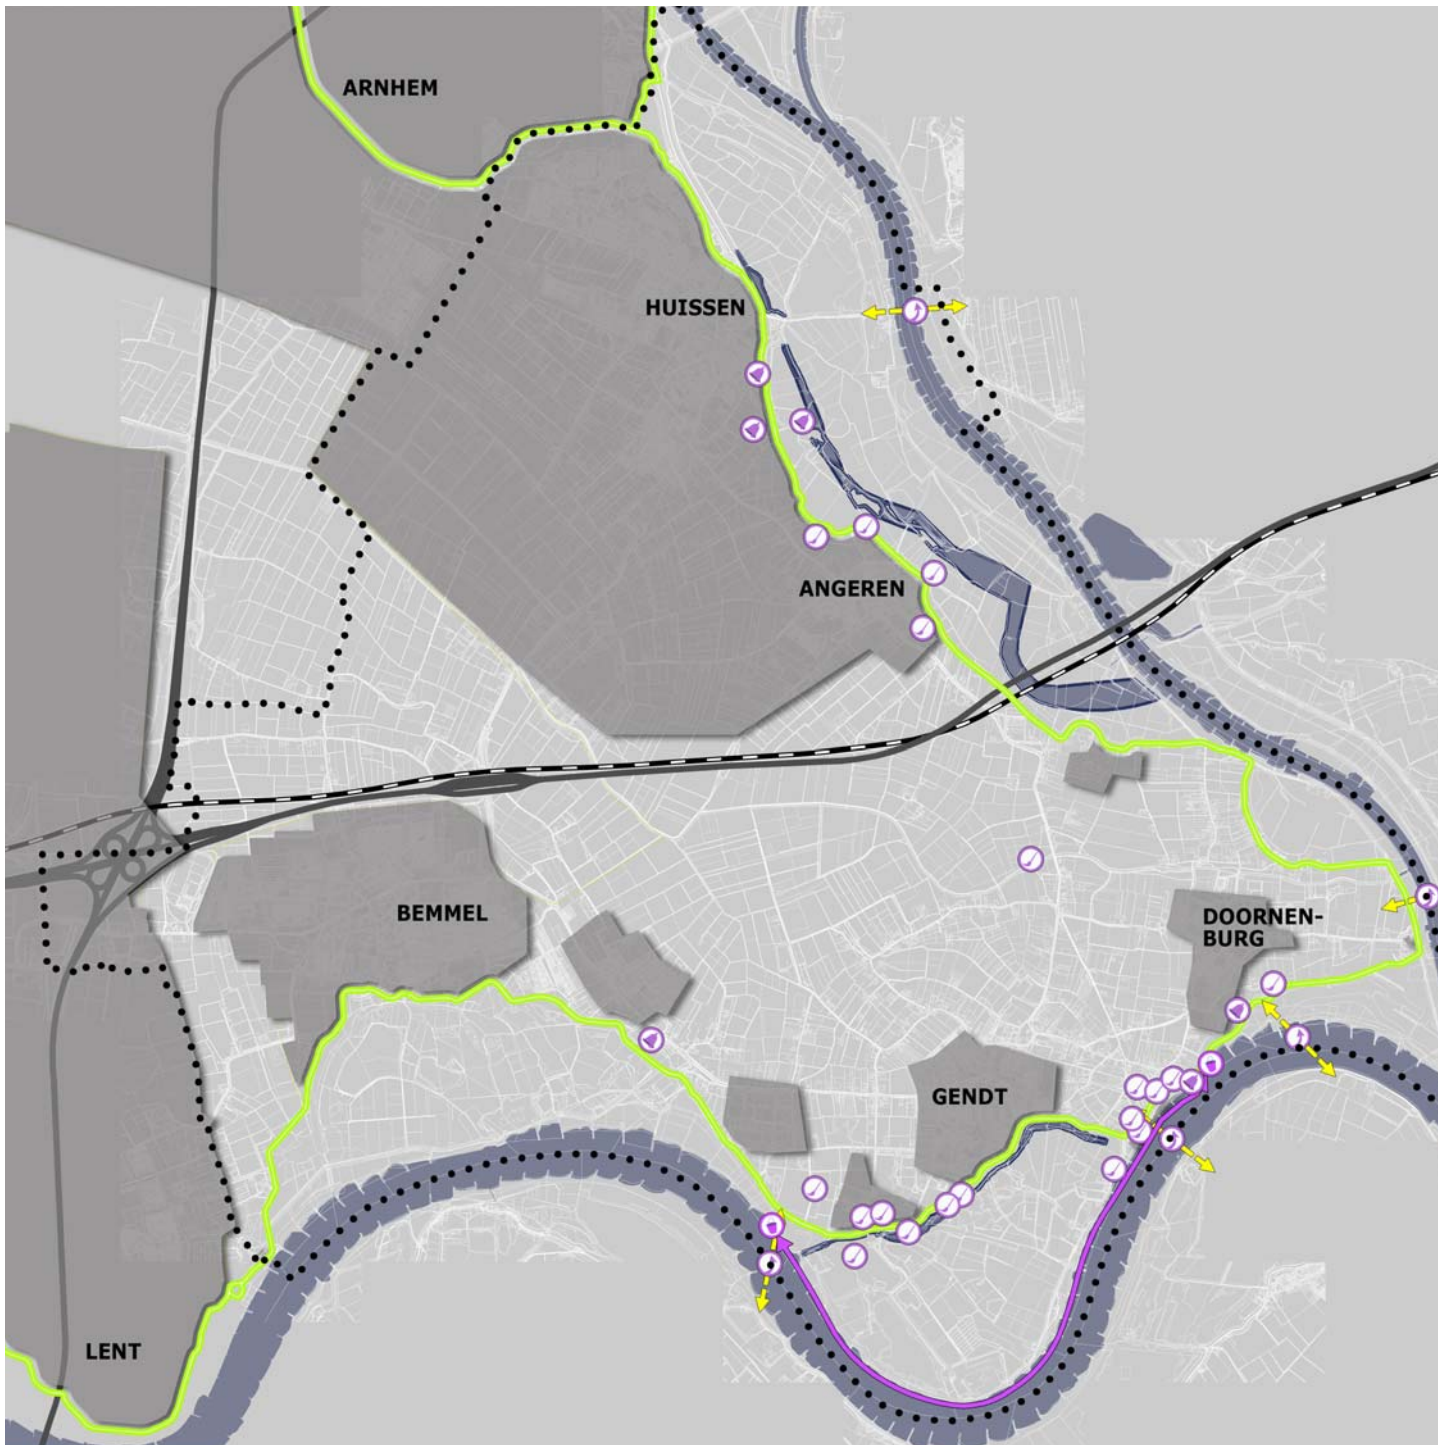 ARNHEM
HUISSEN
ANGEREN
BEMMEL
DOORNEN-
BURG
GENDT
LENT